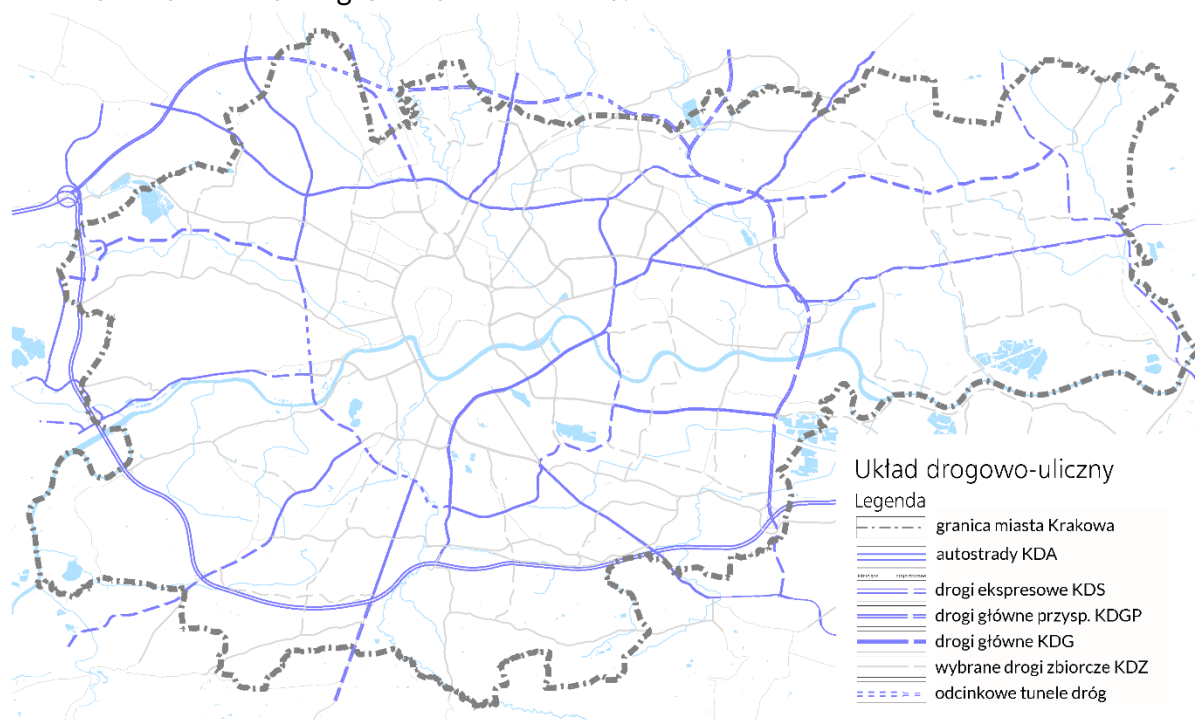 Układ drogowo-uliczny
Legenda
granica miasta Krakowa
autostrady KDA
drogi ekspresowe KDS
drogi główne przysp. KDGP
drogi główne KDG
wybrane drogi zbiorcze KDZ
odcinkowe tunele dróg